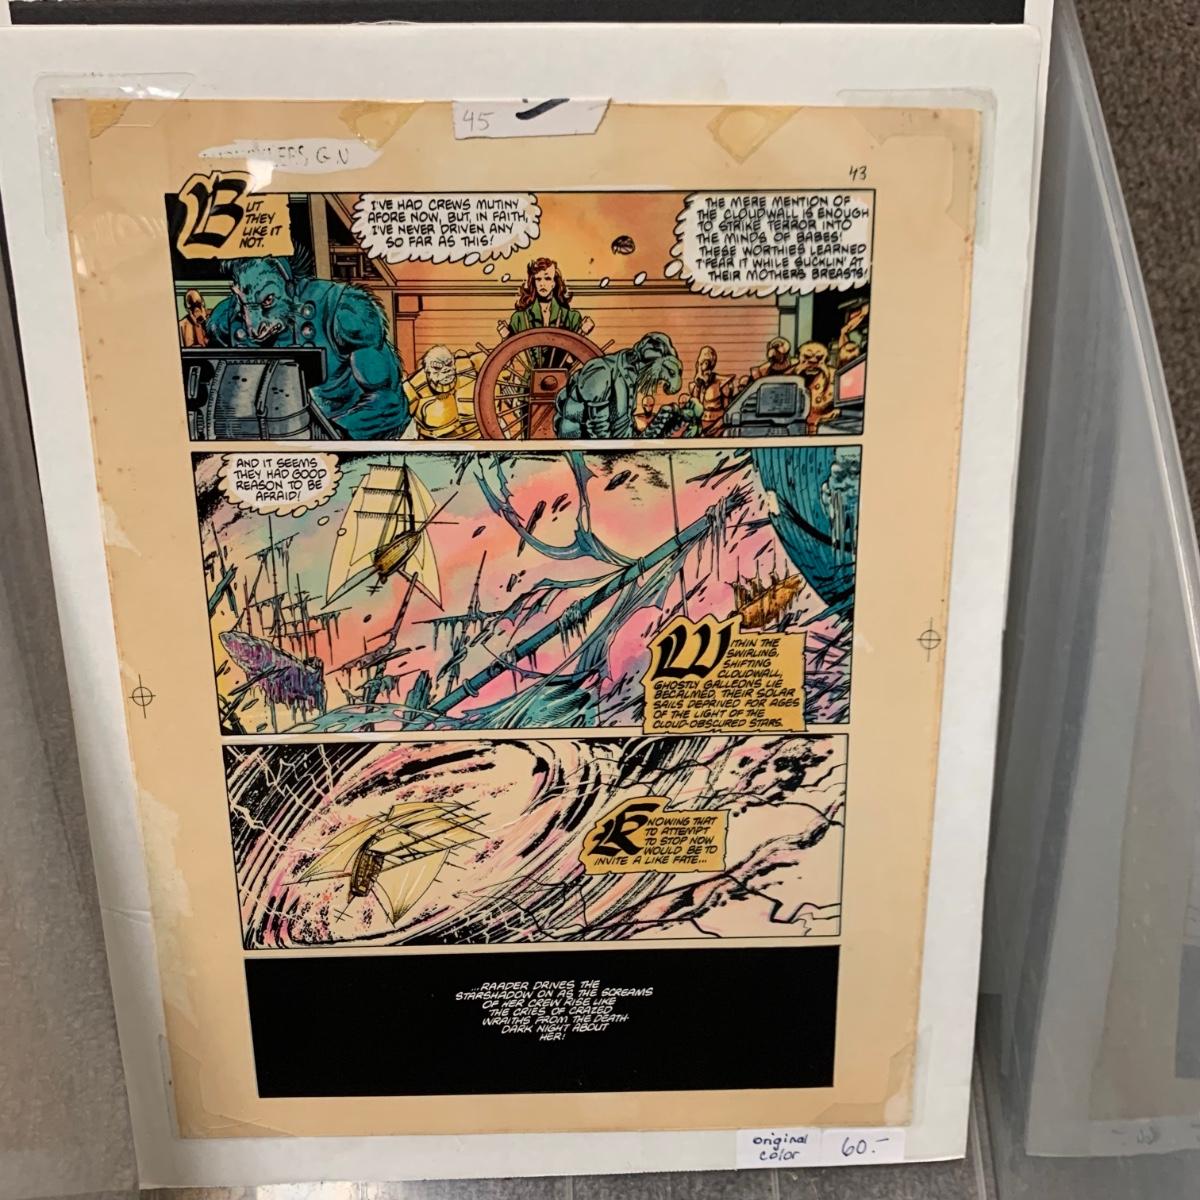 45
LERS, G.N
43
BUT
THEY
LIKE IT
NOT.
I'VE HAD CREWS MUTINY
AFORE NOW, BUT, IN FAITH,
I'VE NEVER DRIVEN ANY
SO FAR AS THIS!
THE MERE MENTION OF
THE CLOUDWALL IS ENOUGH
TO STRIKE TERROR INTO
THE MINDS OF BABES!
THESE WORTHIES LEARNED
T'FEAR IT WHILE SUCKLIN' AT
THEIR MOTHERS BREASTS!
AND IT SEEMS
THEY HAD GOOD
REASON TO BE
AFRAID!
WITHIN THE
SWIRLING,
SHIFTING
CLOUDWALL,
GHOSTLY GALLEONS LIE
BECALMED, THEIR SOLAR
SAILS DEPRIVED FOR AGES
OF THE LIGHT OF THE
CLOUD-OBSCURED STARS.
KNOWING THAT
TO ATTEMPT
TO STOP NOW
WOULD BE TO
INVITE A LIKE FATE...
...RAADER DRIVES THE
STARSHADOW ON AS THE SCREAMS
OF HER CREW RISE LIKE
THE CRIES OF CRAZED
WRAITHS FROM THE DEATH-
DARK NIGHT ABOUT
HER!
original
color
60.-